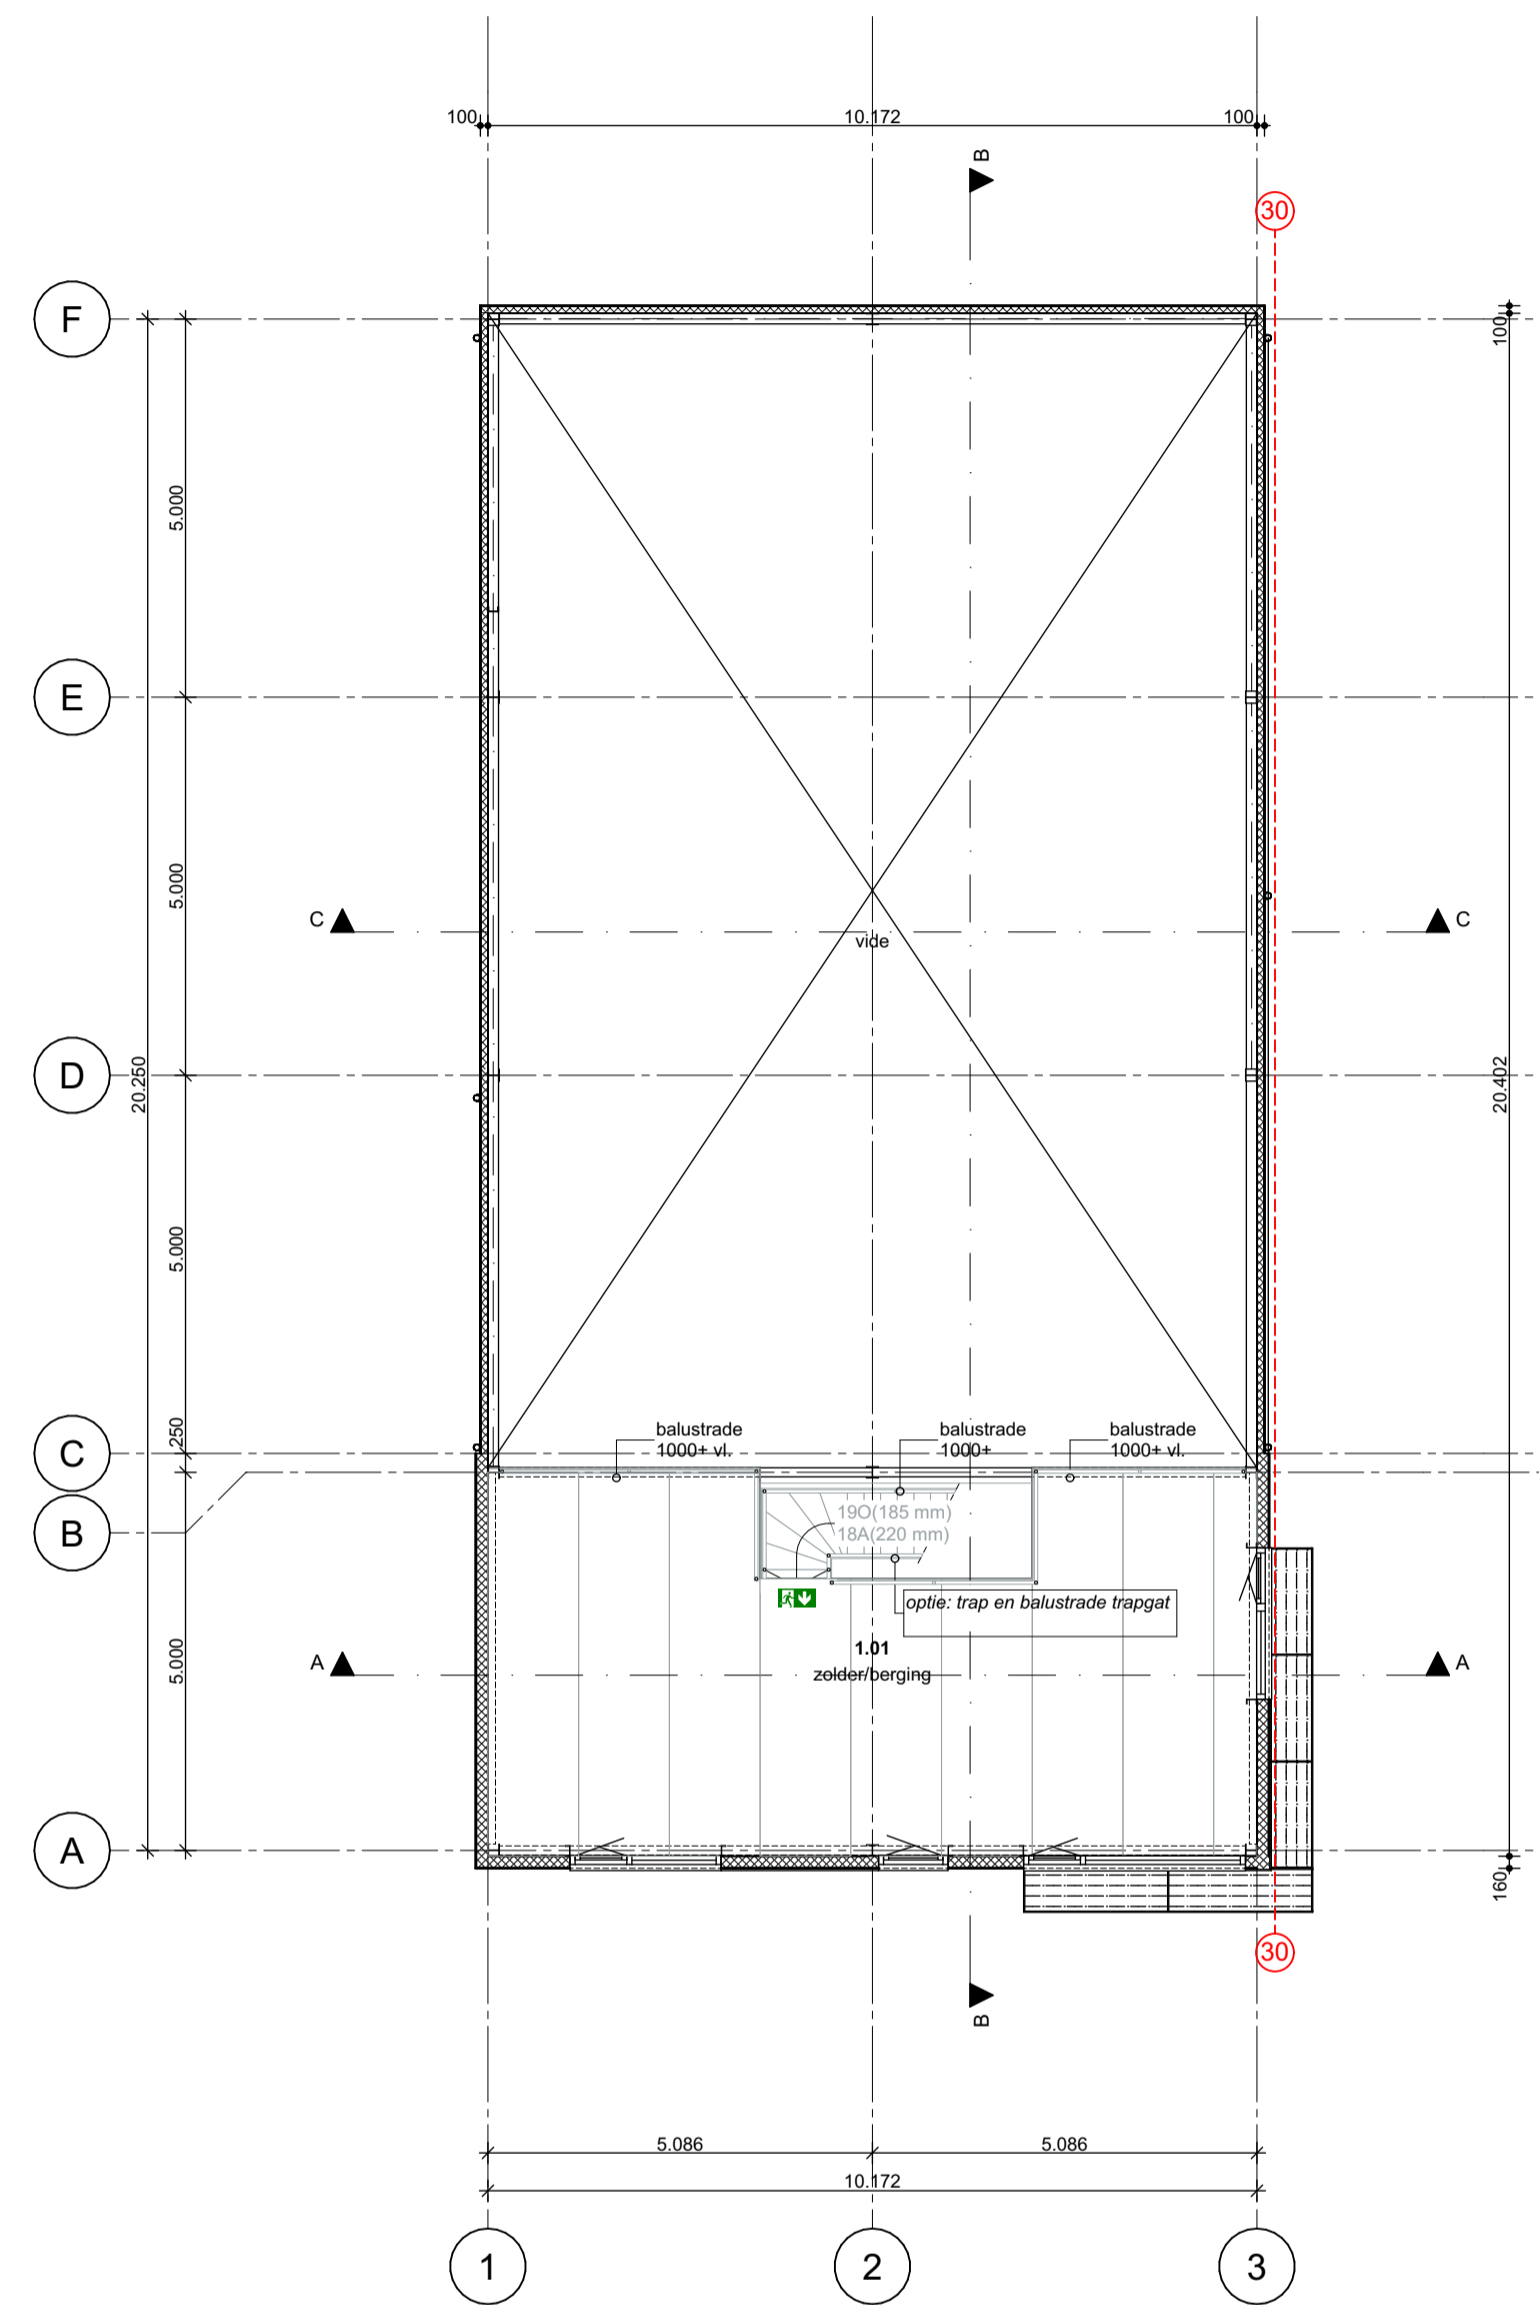 100
10.172
100
B
30
F
100
5.000
E
5.000
C
C
vide
D
20.250
20.402
5.000
250
C
balustrade
1000+ vl.
balustrade
1000+
balustrade
1000+ vl.
B
19O(185 mm)
18A(220 mm)
optie: trap en balustrade trapgat
5.000
1.01
A
A
zolder/berging
A
160
30
B
5.086
5.086
10.172
1
2
3